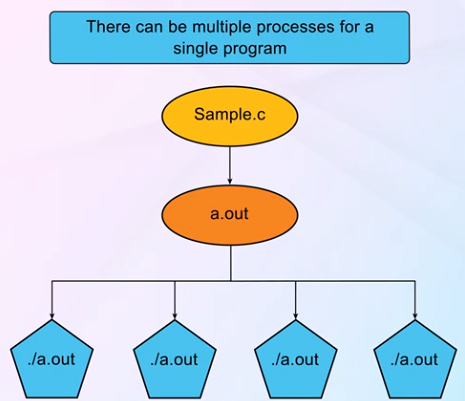 There can be multiple processes for a
single program
Sample.c
a.out
./a.out
./a.out
./a.out
./a.out